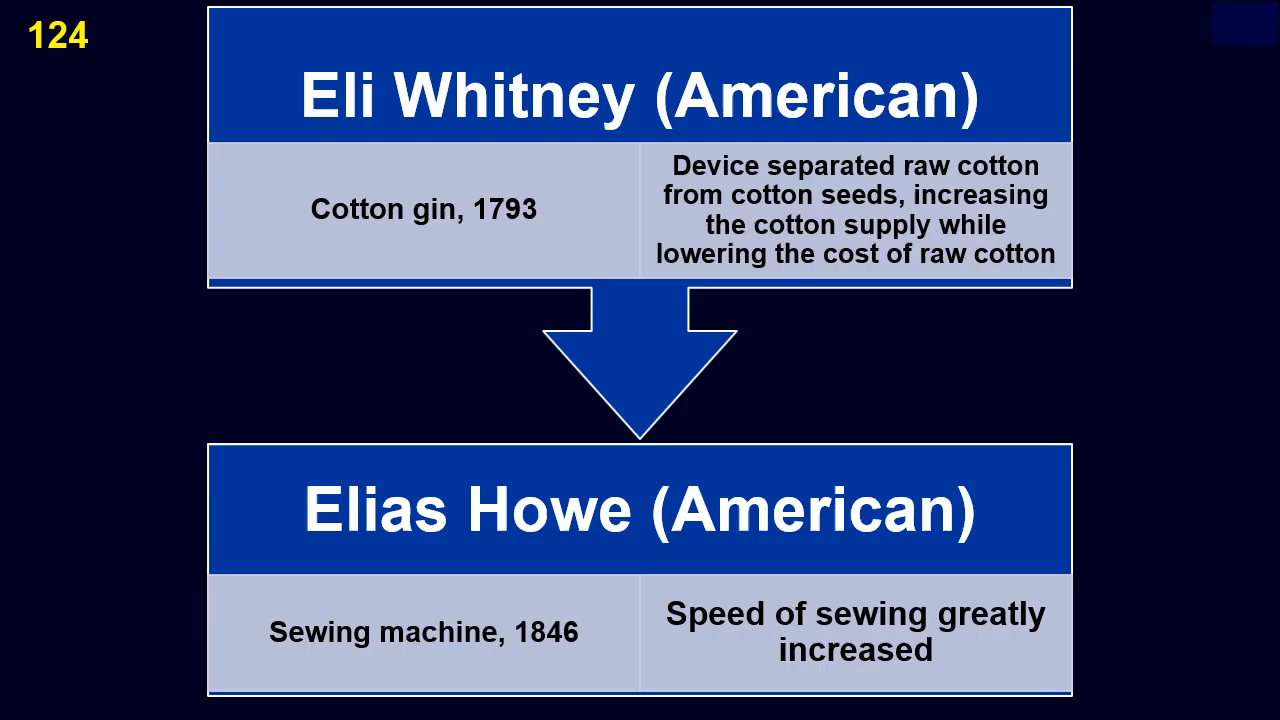 124
Eli Whitney (American)
Cotton gin, 1793
Device separated raw cotton
from cotton seeds, increasing
the cotton supply while
lowering the cost of raw cotton
Elias Howe (American)
Sewing machine, 1846
Speed of sewing greatly
increased